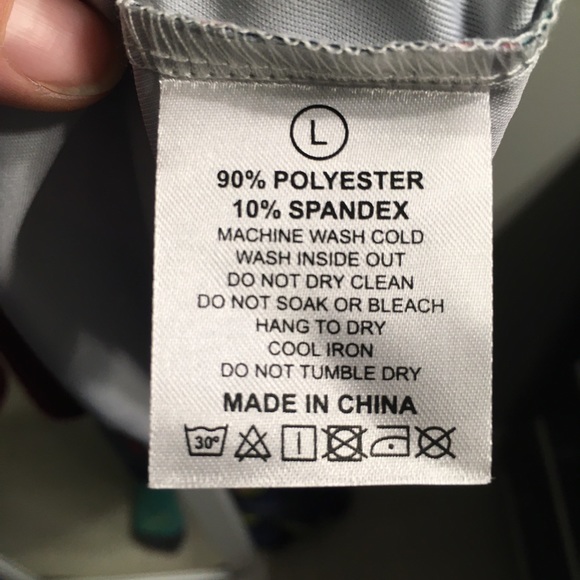 L
90% POLYESTER
10% SPANDEX
MACHINE WASH COLD
WASH INSIDE OUT
DO NOT DRY CLEAN
DO NOT SOAK OR BLEACH
HANG TO DRY
COOL IRON
DO NOT TUMBLE DRY
MADE IN CHINA
30°